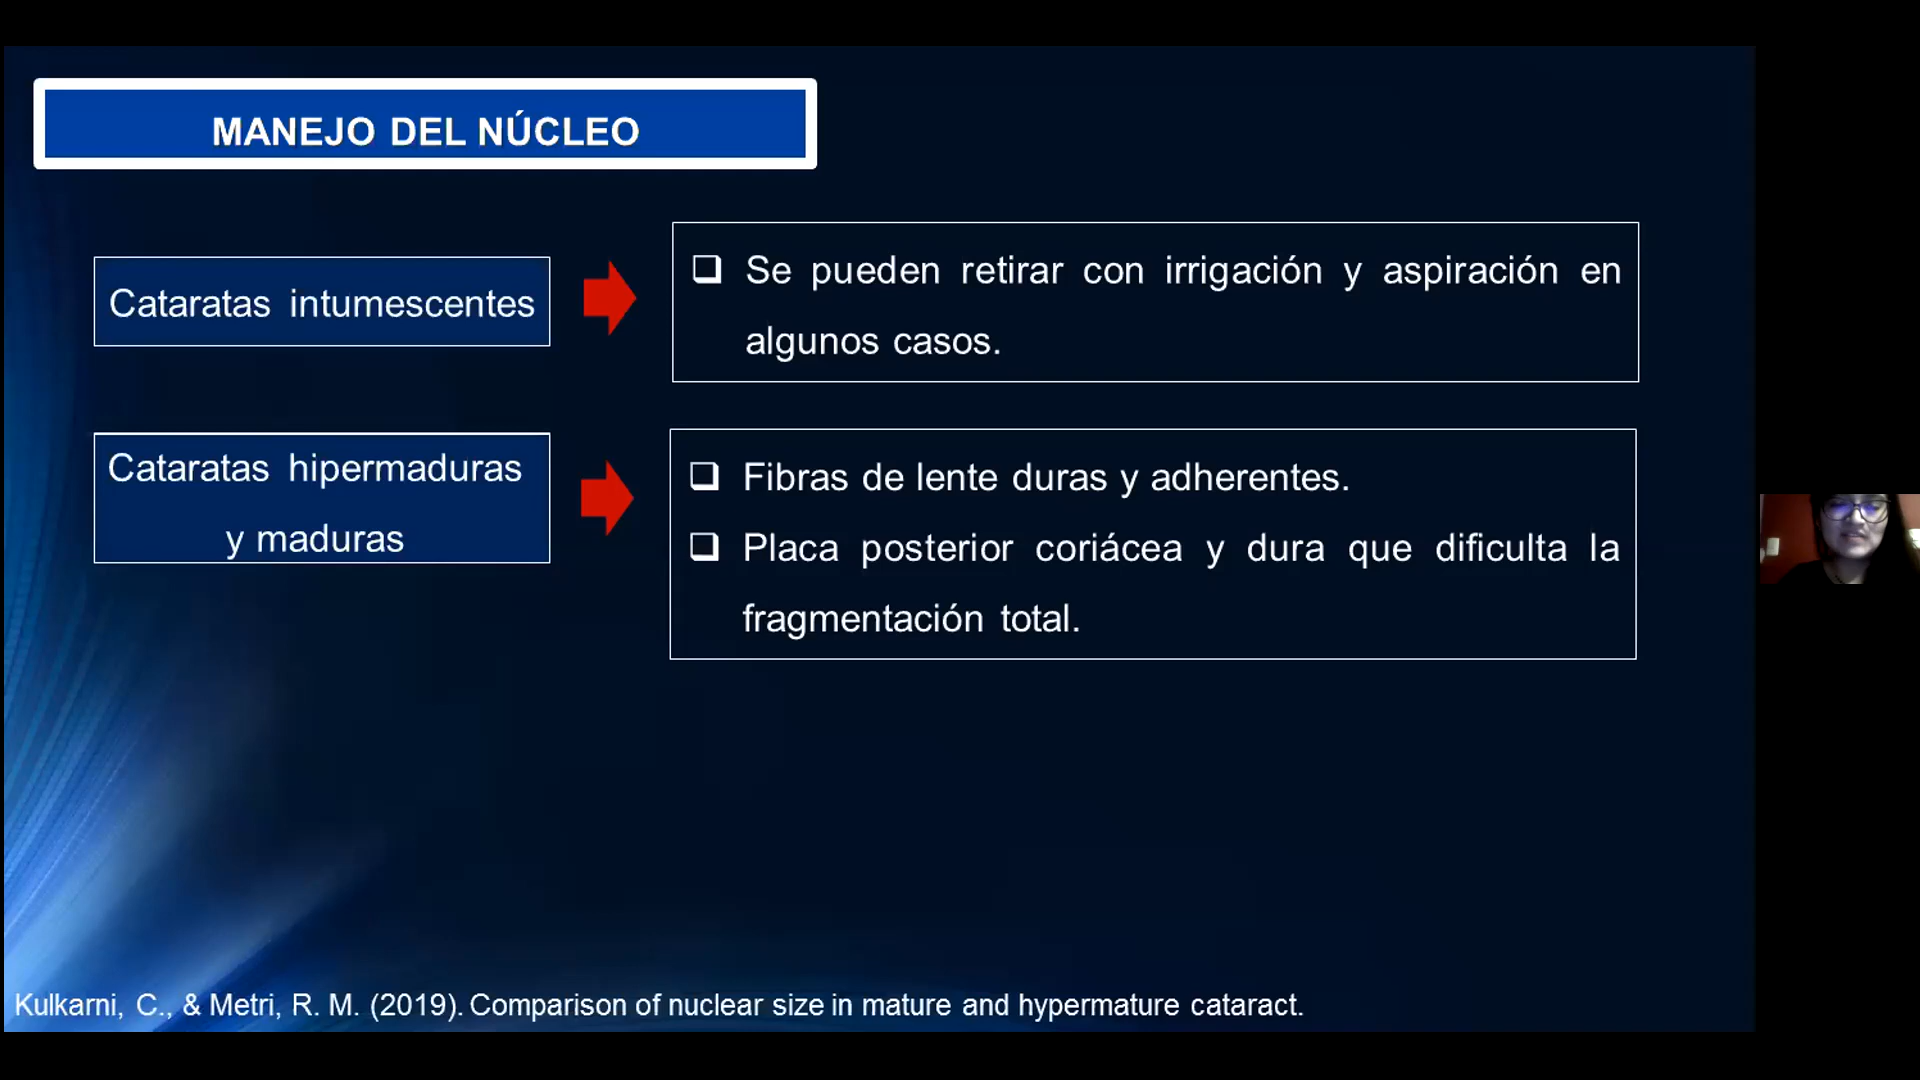 MANEJO DEL NÚCLEO
Cataratas intumescentes
Se pueden retirar con irrigación y aspiración en
algunos casos.
Cataratas hipermaduras
y maduras
Fibras de lente duras y adherentes.
Placa posterior coriácea y dura que dificulta la
fragmentación total.
Kulkarni, C., & Metri, R. M. (2019). Comparison of nuclear size in mature and hypermature cataract.